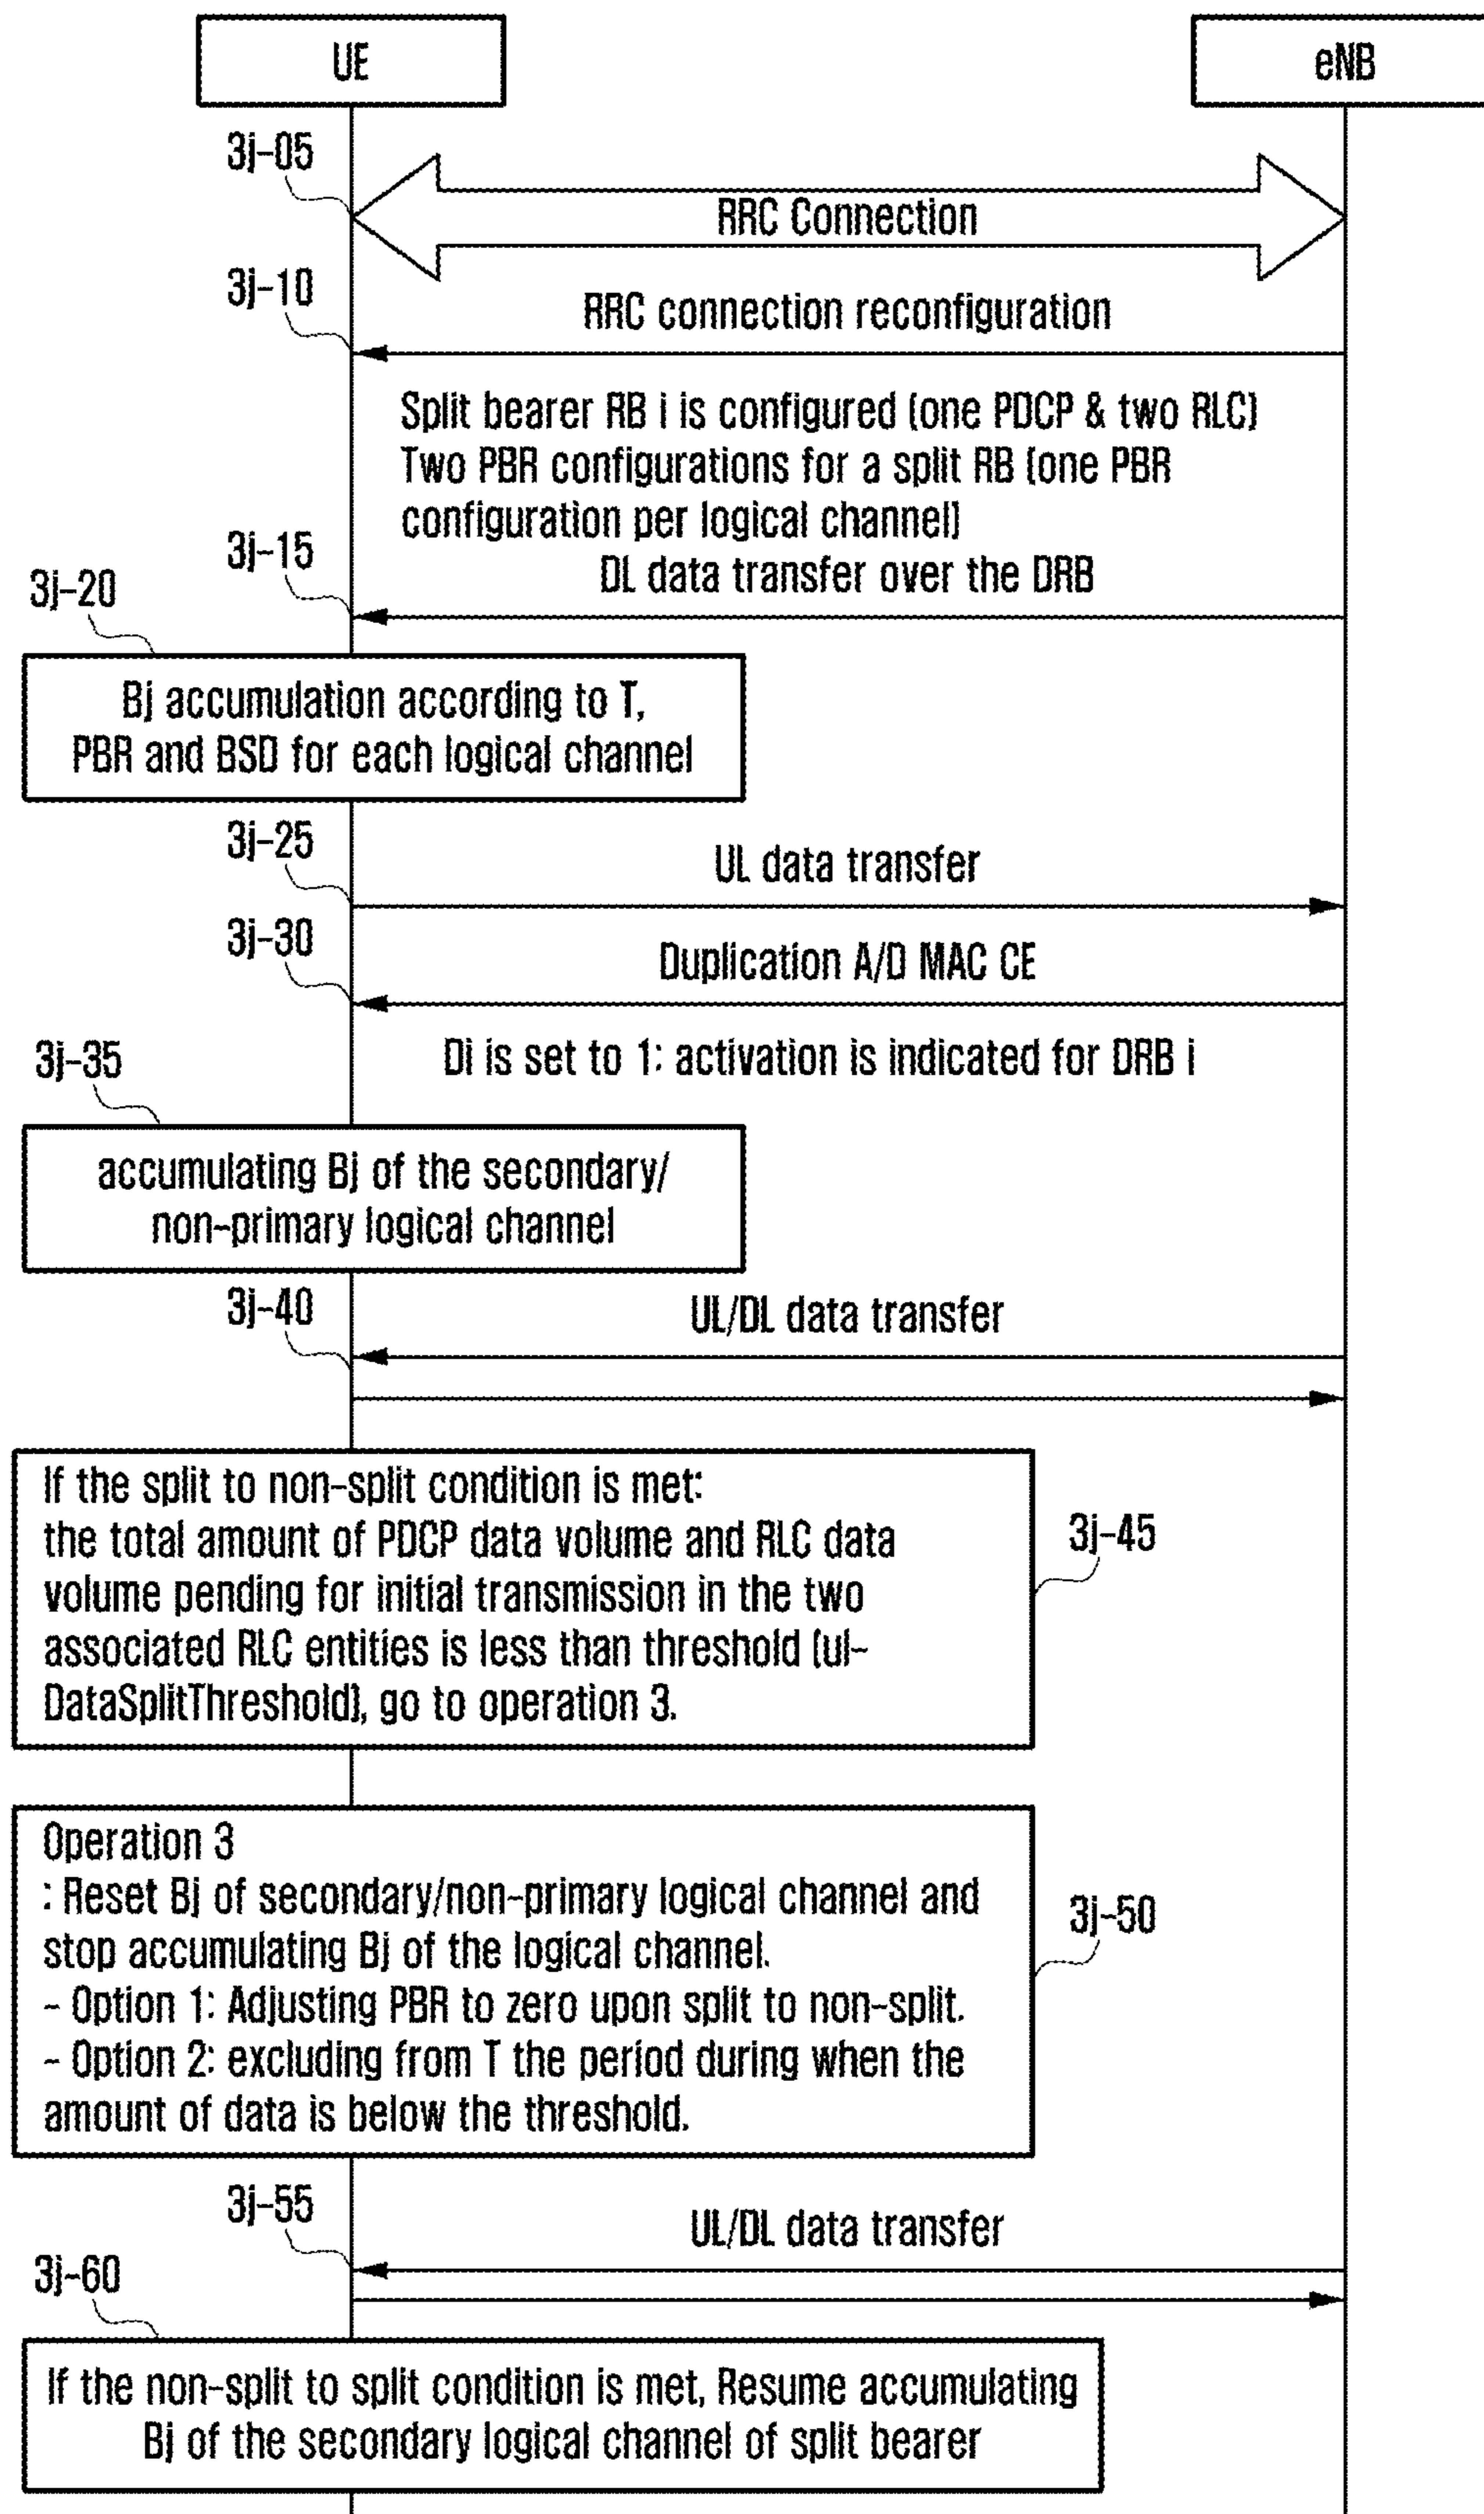 UE
eNB
3j-05
RRC Connection
3j-10
RRC connection reconfiguration
Split bearer RB i is configured (one PDCP & two RLC)
Two PBR configurations for a split RB (one PBR
configuration per logical channel)
3j-15
DL data transfer over the DRB
3j-20
Bj accumulation according to T,
PBR and BSD for each logical channel
3j-25
UL data transfer
3j-30
Duplication A/D MAC CE
Di is set to 1: activation is indicated for DRB i
3j-35
accumulating Bj of the secondary/
non-primary logical channel
3j-40
UL/DL data transfer
If the split to non-split condition is met:
the total amount of PDCP data volume and RLC data
volume pending for initial transmission in the two
associated RLC entities is less than threshold (ul-
DataSplitThreshold), go to operation 3.
3j-45
Operation 3
: Reset Bj of secondary/non-primary logical channel and
stop accumulating Bj of the logical channel.
- Option 1: Adjusting PBR to zero upon split to non-split.
- Option 2: excluding from T the period during when the
amount of data is below the threshold.
3j-50
3j-55
UL/DL data transfer
3j-60
If the non-split to split condition is met, Resume accumulating
Bj of the secondary logical channel of split bearer